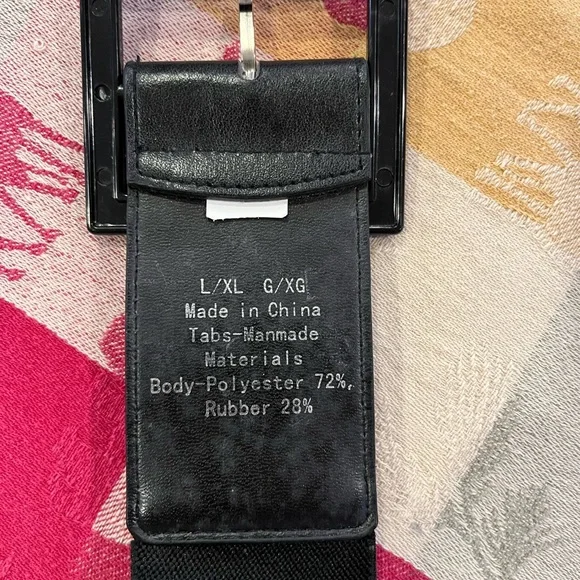 L/XL G/XG
Made in China
Tabs-Manmade
Materials
Body-Polyester 72%,
Rubber 28%